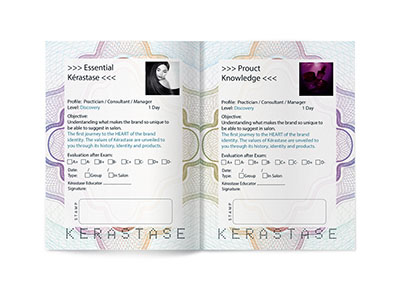 >>> Essential
Kérastase <<<
Profile: Practician / Consultant / Manager
Level: Discovery 1 Day
Objective:
Understanding what makes the brand so unique to
be able to suggent in salon.
The first journey to the HEART of the brand
identity. The values of Kérastase are unveilled to
you through its history, identity and products.
Evaluation after Exam:
A+ A B+ B B- C+ C D+ D D-
Date:
Type: Group In Salon
Kérastase Educator
Signature:
STAMP
KERASTASE
>>> Prouct
Knowledge <<<
Profile: Practician / Consultant / Manager
Level: Discovery 1 Day
Objective:
Understanding what makes the brand so unique to
be able to suggent in salon.
The first journey to the HEART of the brand
identity. The values of Kérastase are unveilled to
you through its history, identity and products.
Evaluation after Exam:
Date:
Type: Group In Salon
Kérastase Educator
Signature:
STAMP
KERASTASE